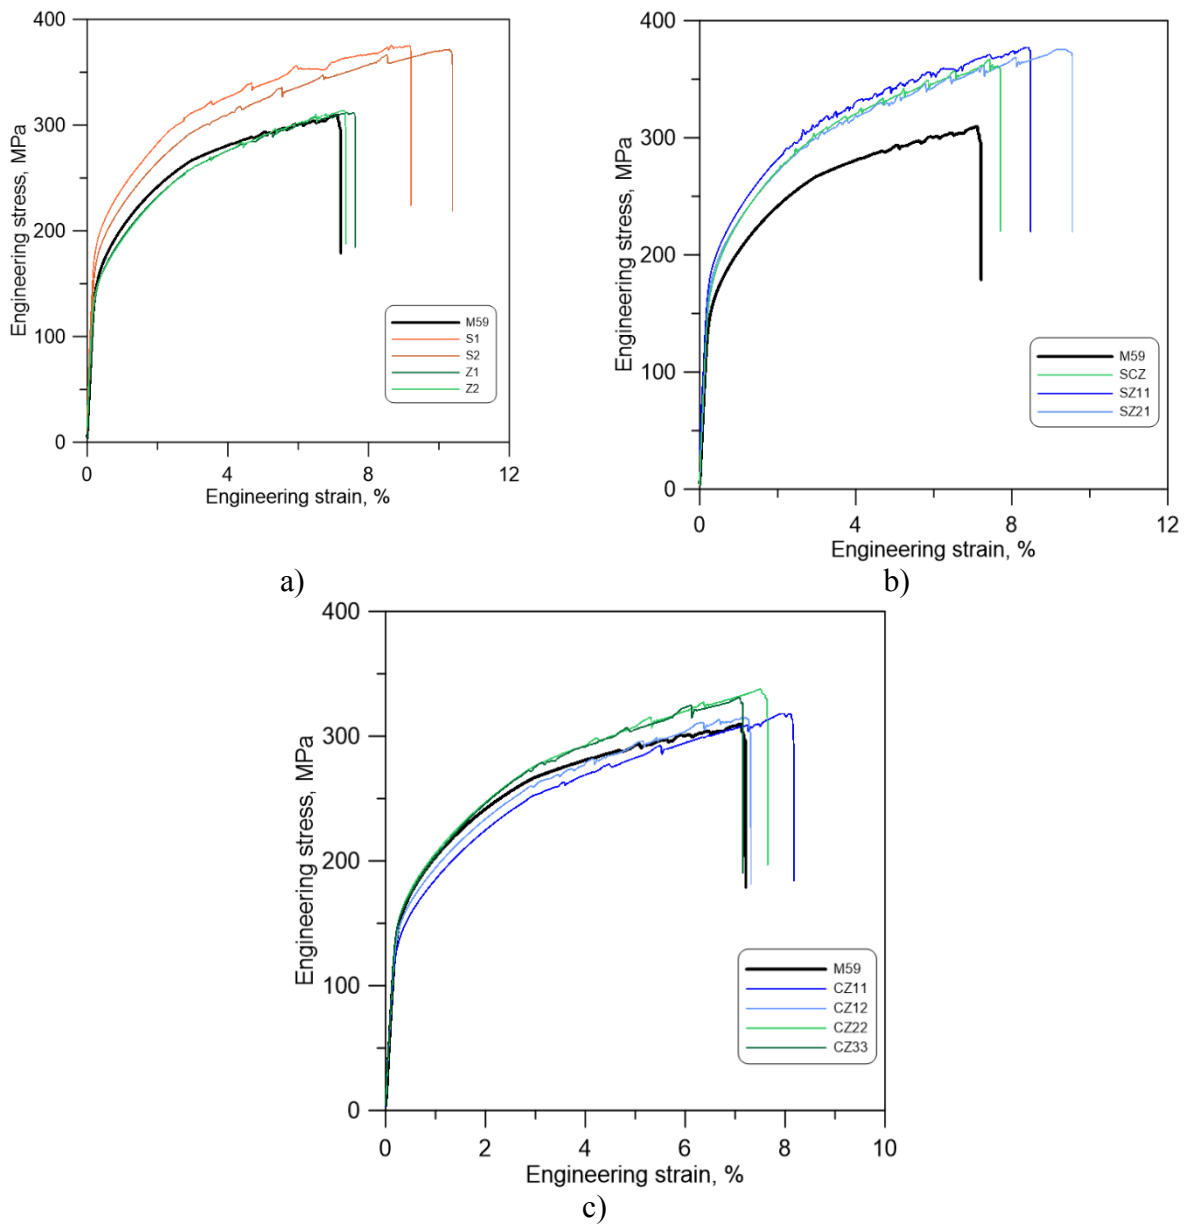 400
300
200
100
0
Engineering stress, MPa
0
4
8
12
Engineering strain, %
M59
S1
S2
Z1
Z2
a)
400
300
200
100
0
Engineering stress, MPa
0
4
8
12
Engineering strain, %
M59
SCZ
SZ11
SZ21
b)
400
300
200
100
0
Engineering stress, MPa
0
2
4
6
8
10
Engineering strain, %
M59
CZ11
CZ12
CZ22
CZ33
c)